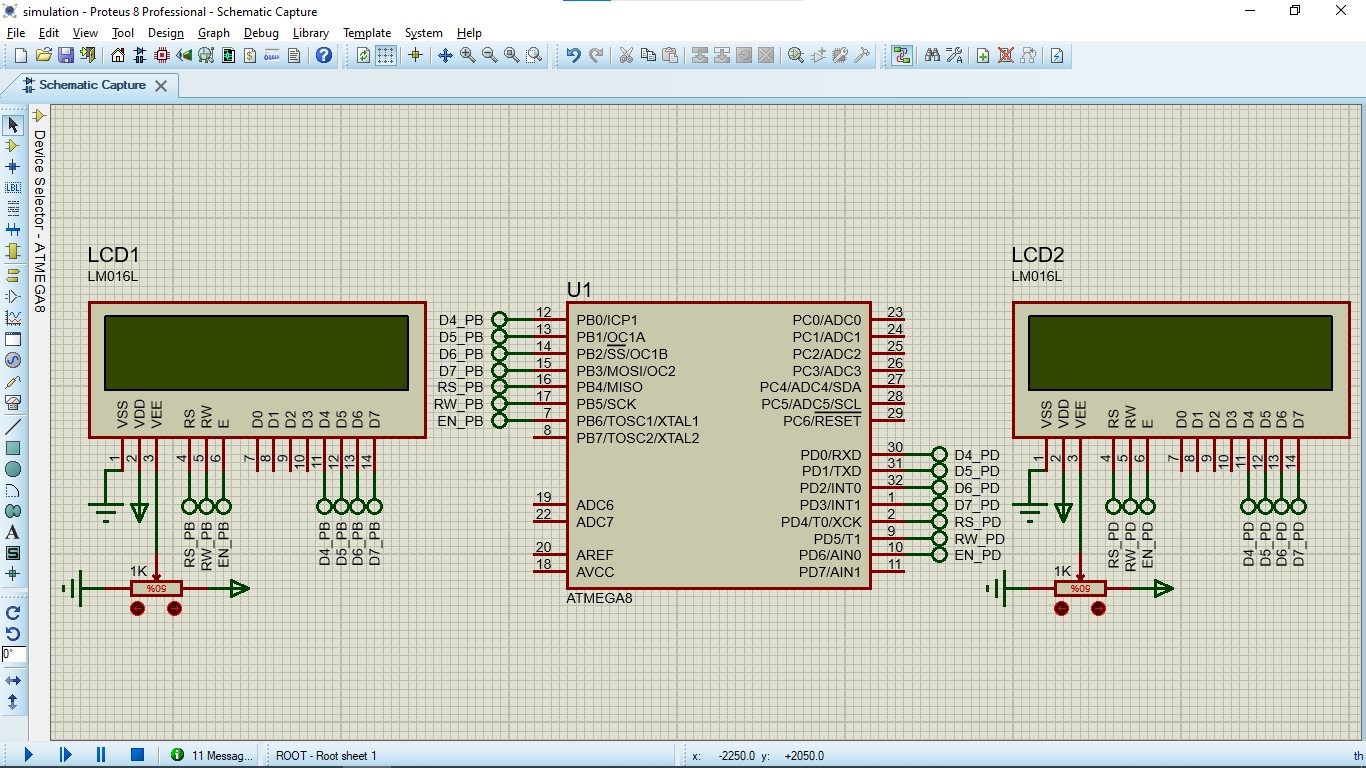 simulation - Proteus 8 Professional - Schematic Capture
File Edit View Tool Design Graph Debug Library Template System Help
Schematic Capture
Device Selector - ATMEGA8
LBL
A
S
0°
LCD1
LM016L
VSS VDD VEE RS RW E D0 D1 D2 D3 D4 D5 D6 D7
1 2 3 4 5 6 7 8 9 10 11 12 13 14
RS_PB RW_PB EN_PB D4_PB D5_PB D6_PB D7_PB
1K
50%
U1
D4_PB 12 PB0/ICP1
D5_PB 13 PB1/OC1A
D6_PB 14 PB2/SS/OC1B
D7_PB 15 PB3/MOSI/OC2
RS_PB 16 PB4/MISO
RW_PB 17 PB5/SCK
EN_PB 7 PB6/TOSC1/XTAL1
8 PB7/TOSC2/XTAL2
19 ADC6
22 ADC7
20 AREF
18 AVCC
PC0/ADC0 23
PC1/ADC1 24
PC2/ADC2 25
PC3/ADC3 26
PC4/ADC4/SDA 27
PC5/ADC5/SCL 28
PC6/RESET 29
PD0/RXD 30 D4_PD
PD1/TXD 31 D5_PD
PD2/INT0 32 D6_PD
PD3/INT1 1 D7_PD
PD4/T0/XCK 2 RS_PD
PD5/T1 9 RW_PD
PD6/AIN0 10 EN_PD
PD7/AIN1 11
ATMEGA8
LCD2
LM016L
VSS VDD VEE RS RW E D0 D1 D2 D3 D4 D5 D6 D7
1 2 3 4 5 6 7 8 9 10 11 12 13 14
RS_PD RW_PD EN_PD D4_PD D5_PD D6_PD D7_PD
1K
50%
11 Messag... ROOT - Root sheet 1 x: -2250.0 y: +2050.0 th